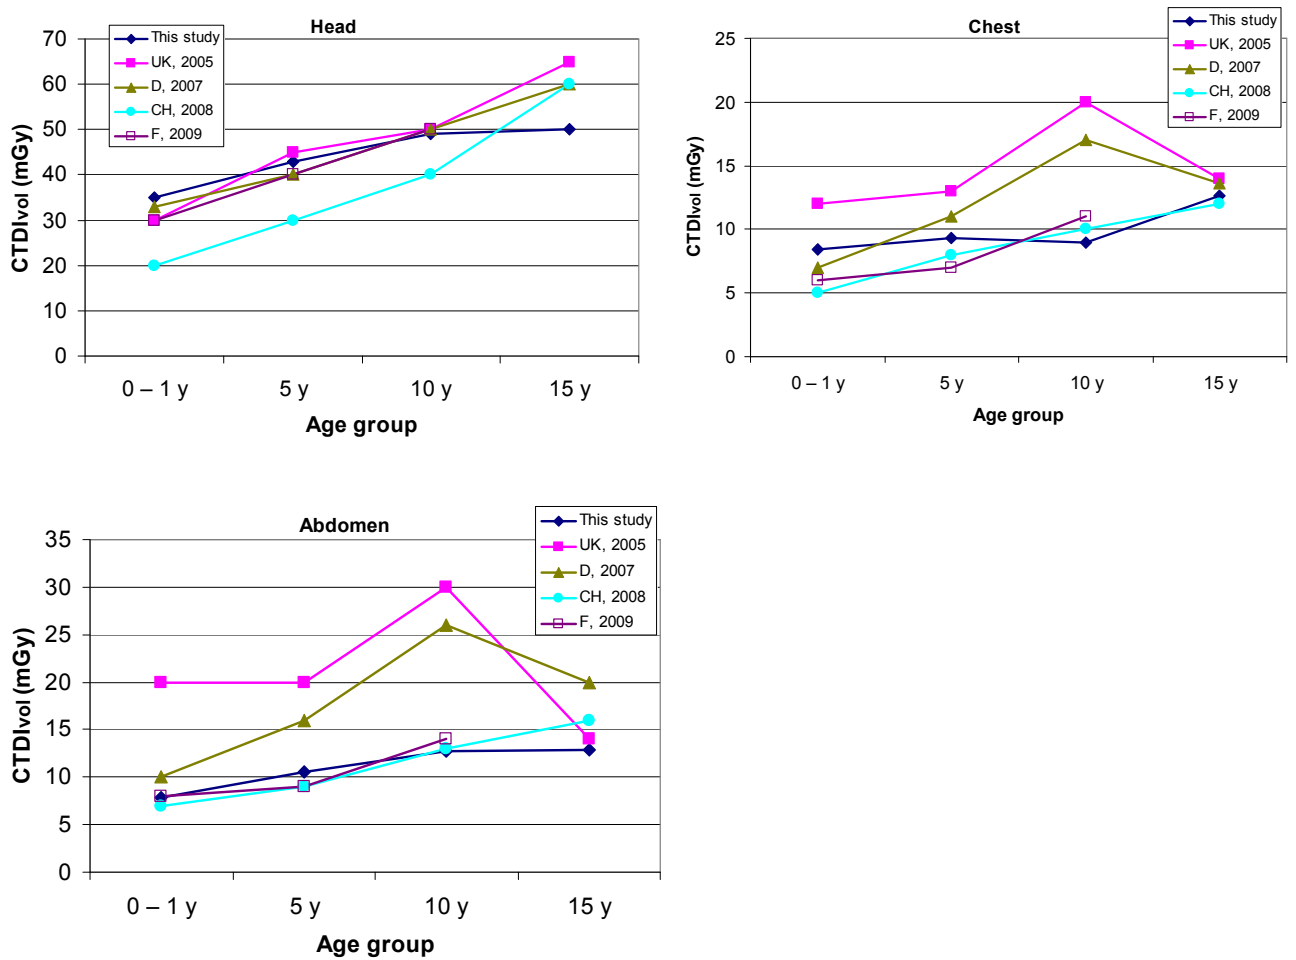 Head
This study
UK, 2005
D, 2007
CH, 2008
F, 2009
CTDIvol (mGy)
70
60
50
40
30
20
10
0
0 – 1 y 5 y 10 y 15 y
Age group
Chest
This study
UK, 2005
D, 2007
CH, 2008
F, 2009
CTDIvol (mGy)
25
20
15
10
5
0
0 – 1 y 5 y 10 y 15 y
Age group
Abdomen
This study
UK, 2005
D, 2007
CH, 2008
F, 2009
CTDIvol (mGy)
35
30
25
20
15
10
5
0
0 – 1 y 5 y 10 y 15 y
Age group